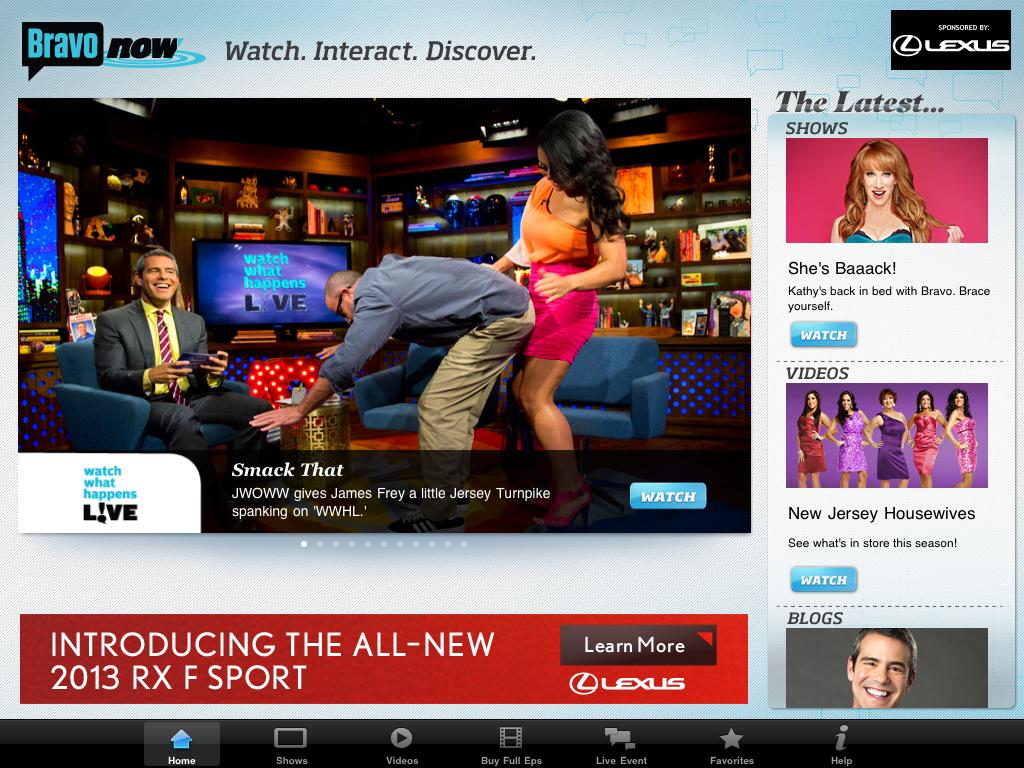 Bravo now
Watch. Interact. Discover.
SPONSORED BY:
LEXUS
The Latest...
SHOWS
She's Baaack!
Kathy's back in bed with Bravo. Brace
yourself.
WATCH
VIDEOS
New Jersey Housewives
See what's in store this season!
WATCH
BLOGS
watch
what
happens
L!VE
watch
what
happens
L!VE
Smack That
JWOWW gives James Frey a little Jersey Turnpike
spanking on 'WWHL.'
WATCH
INTRODUCING THE ALL-NEW
2013 RX F SPORT
Learn More
LEXUS
Home
Shows
Videos
Buy Full Eps
Live Event
Favorites
Help